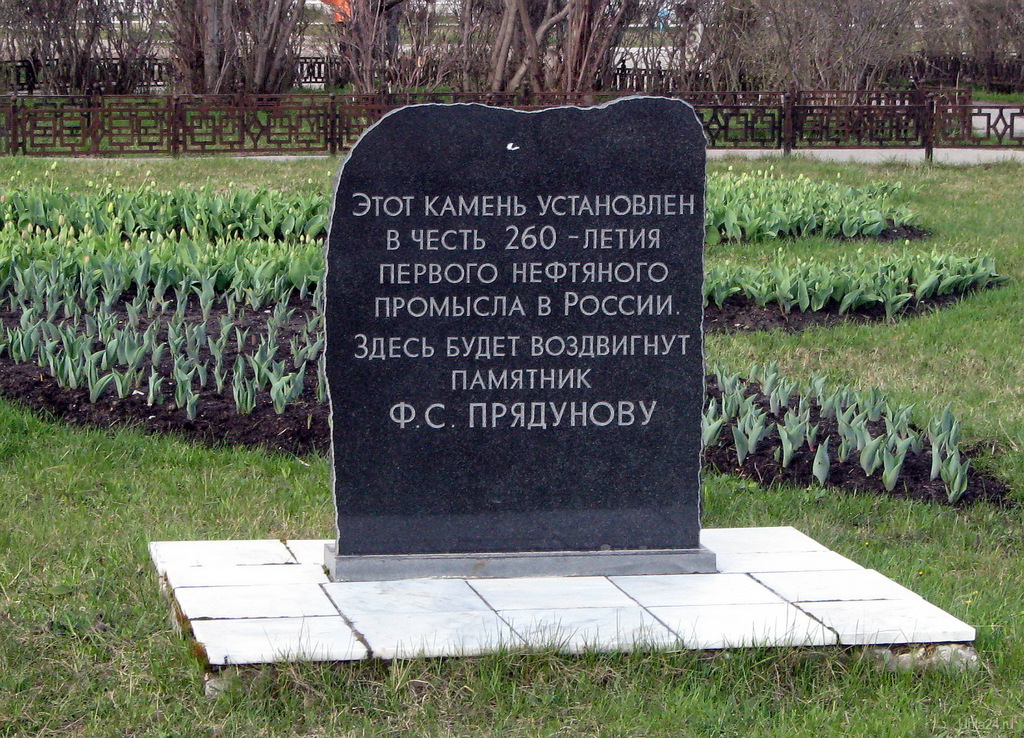 Этот камень установлен
в честь 260 - летия
первого нефтяного
промысла в России.
Здесь будет воздвигнут
памятник
Ф.С. Прядунову